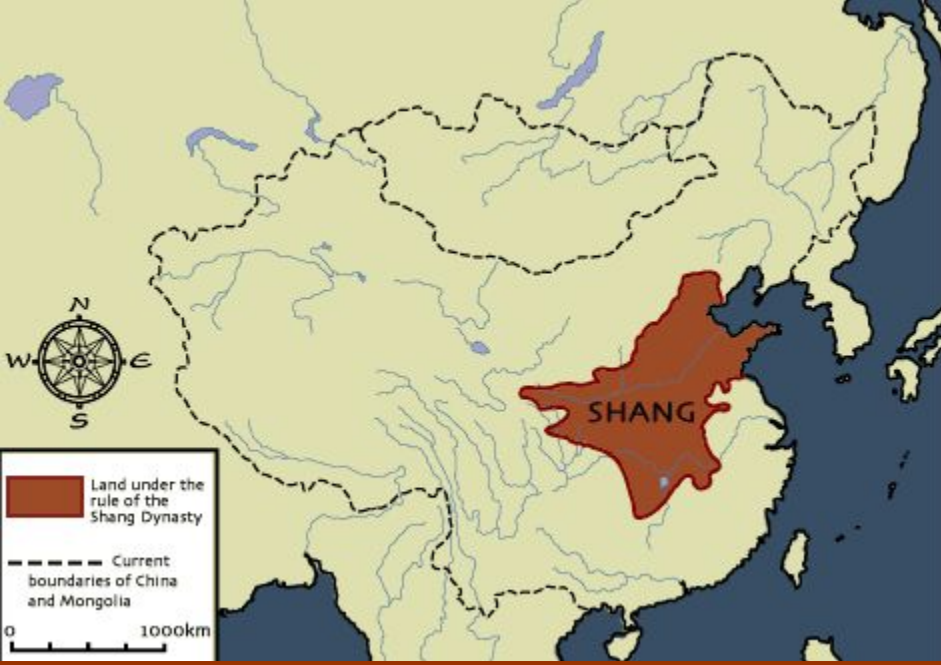 N
W E
S
SHANG
Land under the
rule of the
Shang Dynasty
Current
boundaries of China
and Mongolia
0 1000km